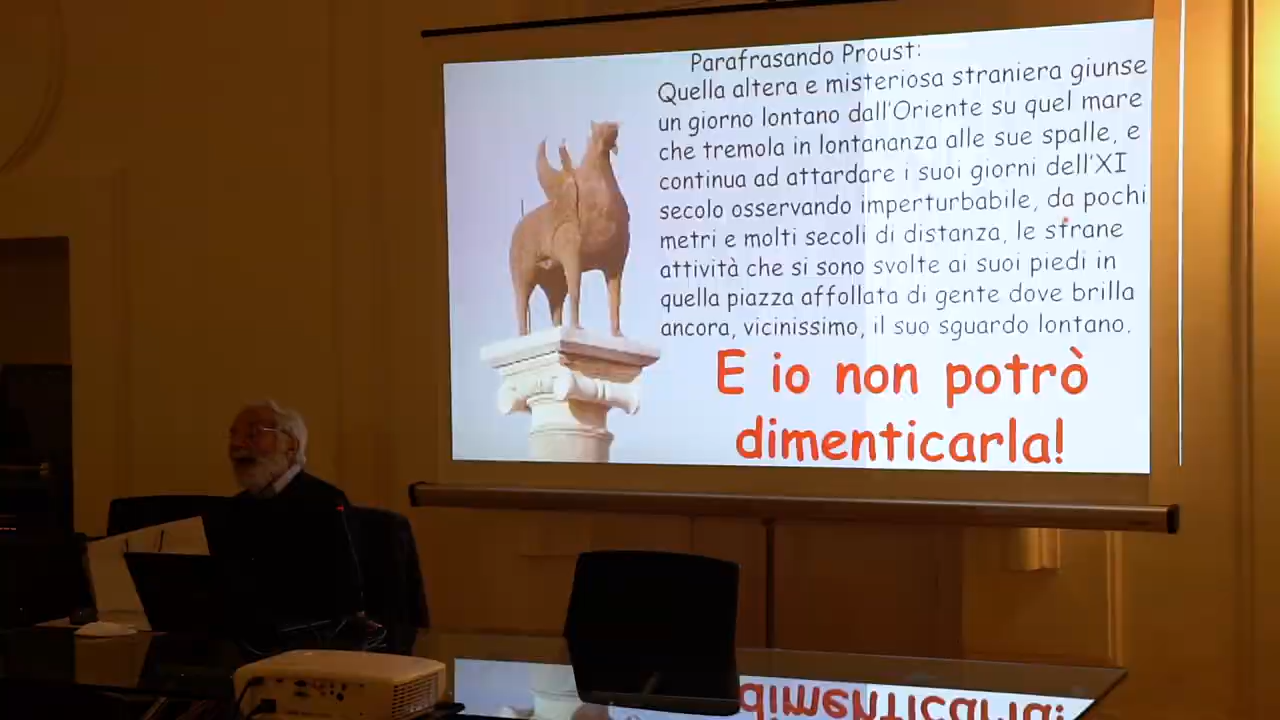 Parafrasando Proust:
Quella altera e misteriosa straniera giunse
un giorno lontano dall'Oriente su quel mare
che tremola in lontananza alle sue spalle, e
continua ad attardare i suoi giorni dell'XI
secolo osservando imperturbabile, da pochi
metri e molti secoli di distanza, le strane
attività che si sono svolte ai suoi piedi in
quella piazza affollata di gente dove brilla
ancora, vicinissimo, il suo sguardo lontano.
E io non potrò
dimenticarla!
dimenticarla!